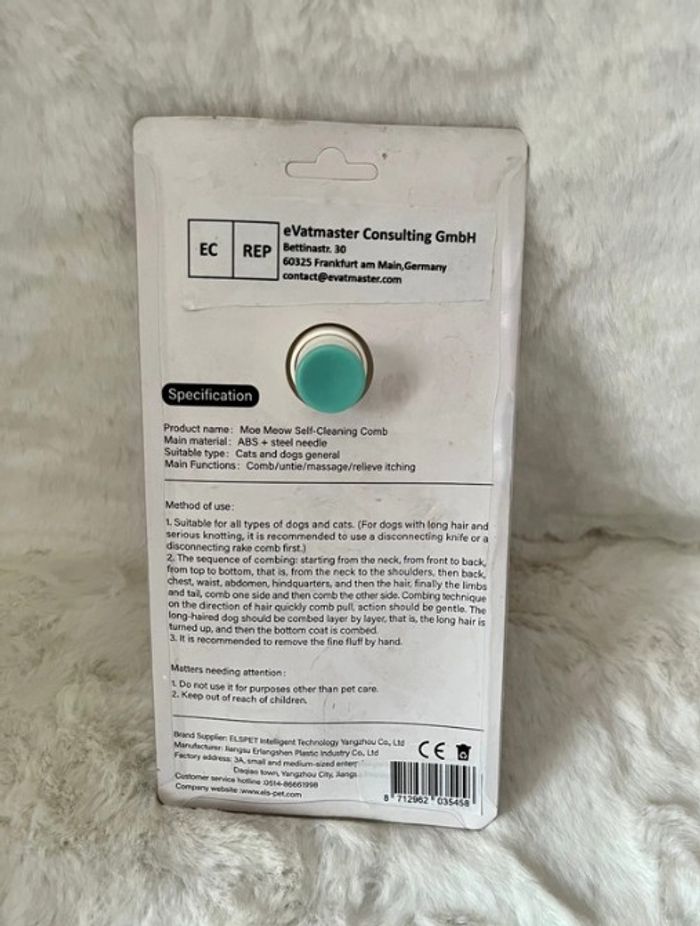 EC REP
eVatmaster Consulting GmbH
Bettinastr. 30
60325 Frankfurt am Main,Germany
contact@evatmaster.com
Specification
Product name: Moe Meow Self-Cleaning Comb
Main material: ABS + steel needle
Suitable type: Cats and dogs general
Main Functions: Comb/untie/massage/relieve itching
Method of use:
1. Suitable for all types of dogs and cats. (For dogs with long hair and
serious knotting, it is recommended to use a disconnecting knife or a
disconnecting rake comb first.)
2. The sequence of combing: starting from the neck, from front to back,
from top to bottom, that is, from the neck to the shoulders, then back,
chest, waist, abdomen, hindquarters, and then the hair, finally the limbs
and tail, comb one side and then comb the other side. Combing technique
on the direction of hair quickly comb pull, action should be gentle. The
long-haired dog should be combed layer by layer, that is, the long hair is
turned up, and then the bottom coat is combed.
3. It is recommended to remove the fine fluff by hand.
Matters needing attention:
1. Do not use it for purposes other than pet care.
2. Keep out of reach of children.
Brand Supplier: ELSPET Intelligent Technology Yangzhou Co., Ltd
Manufacturer: Jiangsu Erlangshen Plastic Industry Co., Ltd
Factory address: 3A, small and medium-sized
Daqiao town, Yangzhou City,
Customer service hotline:0514-86661998
Company website:www.els-pet.com
CE
8 712962 035458